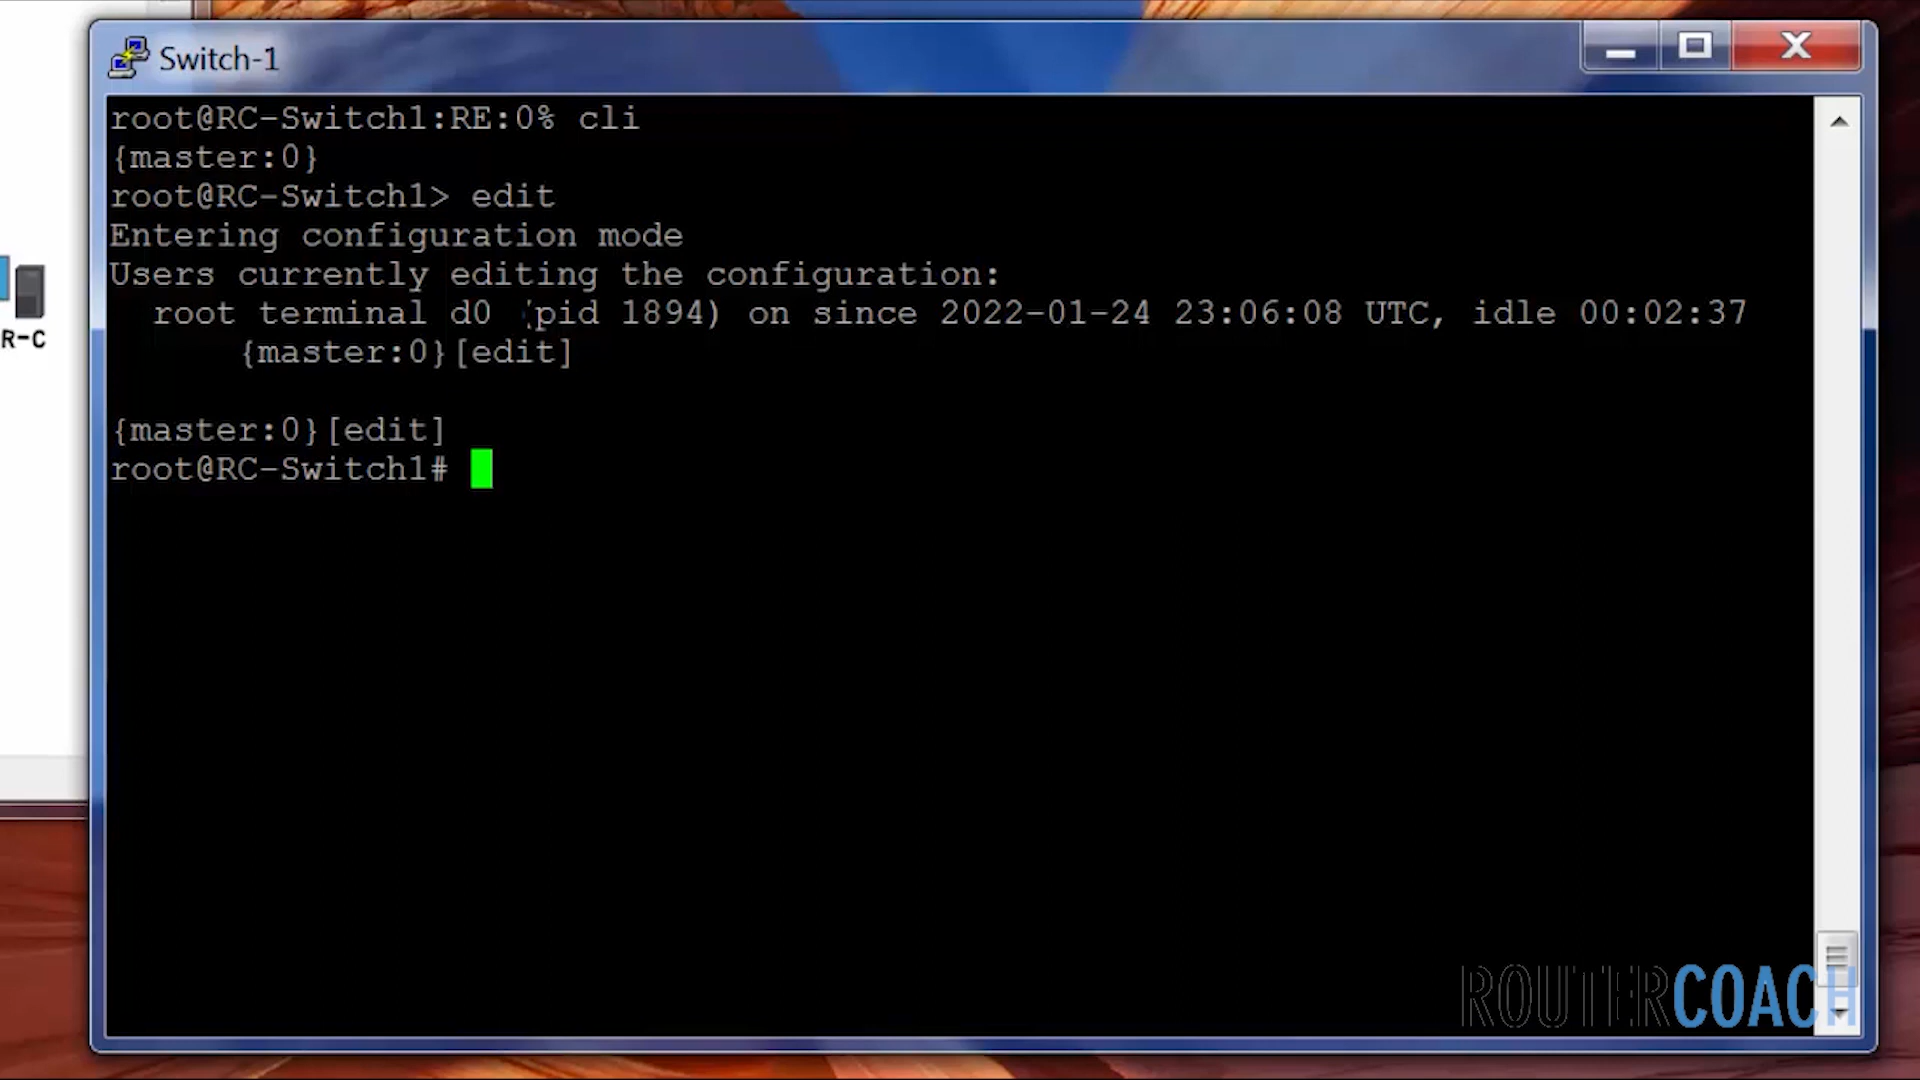 Switch-1
root@RC-Switch1:RE:0% cli
{master:0}
root@RC-Switch1> edit
Entering configuration mode
Users currently editing the configuration:
root terminal d0 (pid 1894) on since 2022-01-24 23:06:08 UTC, idle 00:02:37
{master:0}[edit]
{master:0}[edit]
root@RC-Switch1#
R-C
ROUTERCOACH